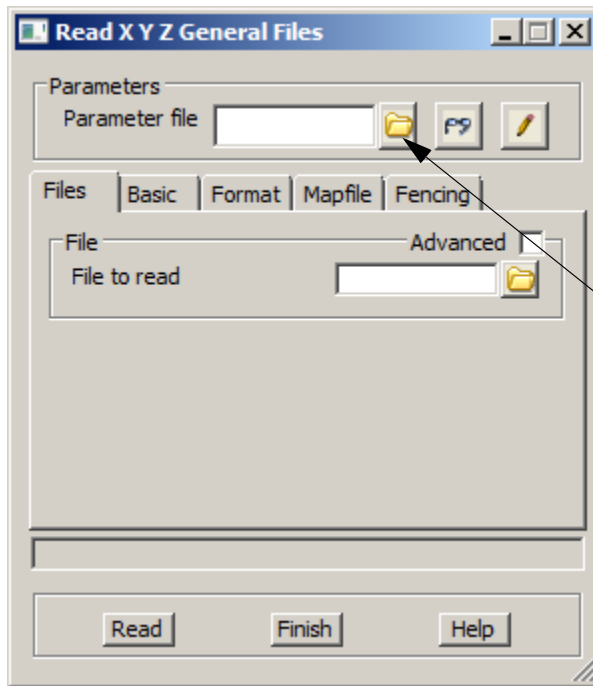 Read X Y Z General Files
Parameters
Parameter file
Files Basic Format Mapfile Fencing
File Advanced
File to read
Read Finish Help